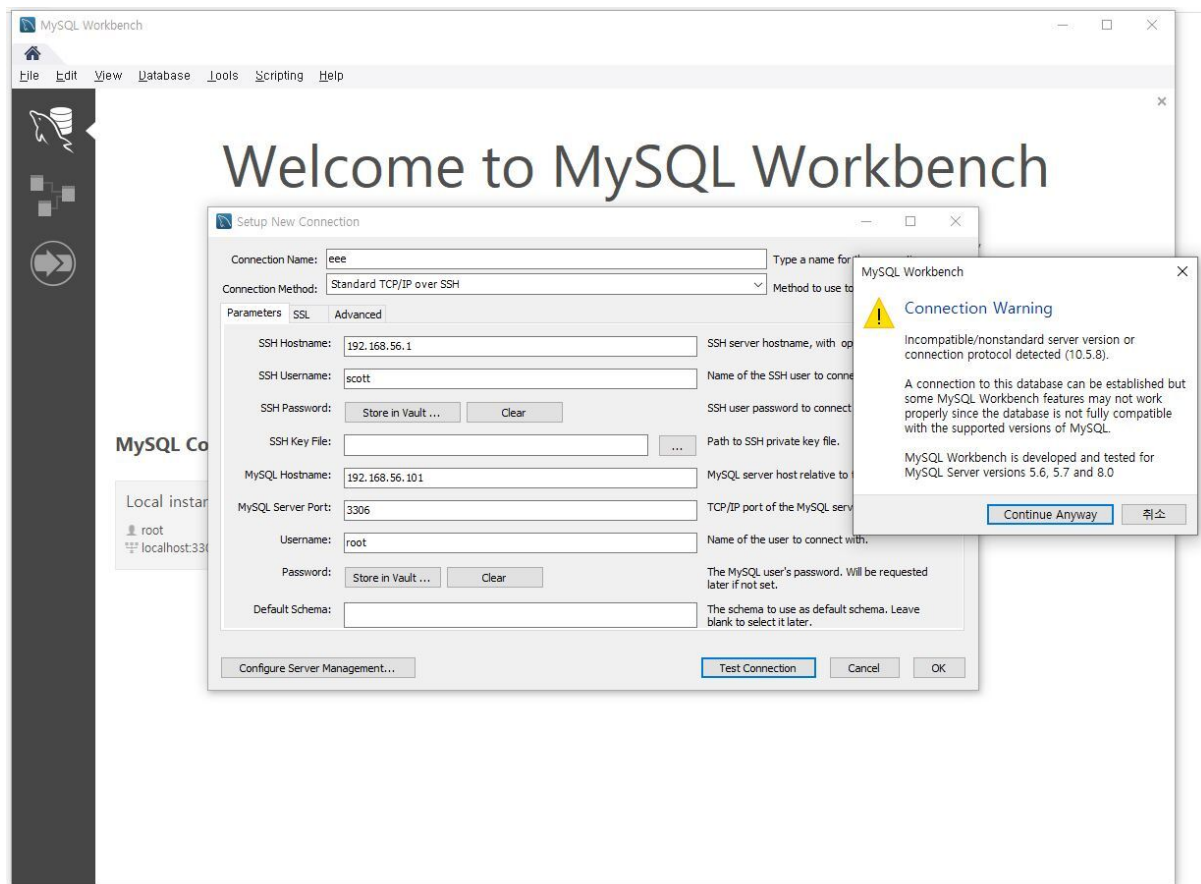 MySQL Workbench
File Edit View Database Tools Scripting Help
Welcome to MySQL Workbench
MySQL Co
Local instar
root
localhost:330
Setup New Connection
Connection Name: eee Type a name for
Connection Method: Standard TCP/IP over SSH Method to use to
Parameters SSL Advanced
SSH Hostname: 192.168.56.1 SSH server hostname, with op
SSH Username: scott Name of the SSH user to conne
SSH Password: Store in Vault ... Clear SSH user password to connect
SSH Key File: ... Path to SSH private key file.
MySQL Hostname: 192.168.56.101 MySQL server host relative to
MySQL Server Port: 3306 TCP/IP port of the MySQL serv
Username: root Name of the user to connect with.
Password: Store in Vault ... Clear The MySQL user's password. Will be requested
later if not set.
Default Schema: The schema to use as default schema. Leave
blank to select it later.
Configure Server Management... Test Connection Cancel OK
MySQL Workbench
Connection Warning
Incompatible/nonstandard server version or
connection protocol detected (10.5.8).
A connection to this database can be established but
some MySQL Workbench features may not work
properly since the database is not fully compatible
with the supported versions of MySQL.
MySQL Workbench is developed and tested for
MySQL Server versions 5.6, 5.7 and 8.0
Continue Anyway 취소